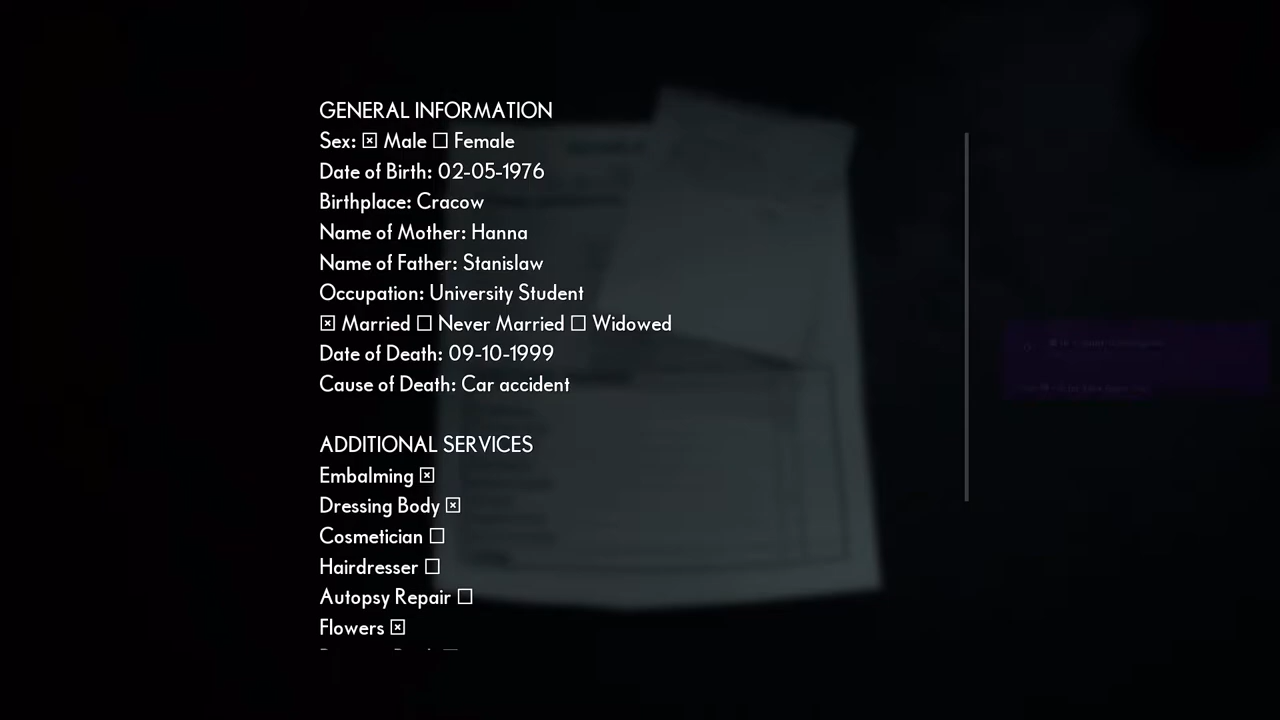 GENERAL INFORMATION
Sex: ☒ Male ☐ Female
Date of Birth: 02-05-1976
Birthplace: Cracow
Name of Mother: Hanna
Name of Father: Stanislaw
Occupation: University Student
☒ Married ☐ Never Married ☐ Widowed
Date of Death: 09-10-1999
Cause of Death: Car accident
ADDITIONAL SERVICES
Embalming ☒
Dressing Body ☒
Cosmetician ☐
Hairdresser ☐
Autopsy Repair ☐
Flowers ☒